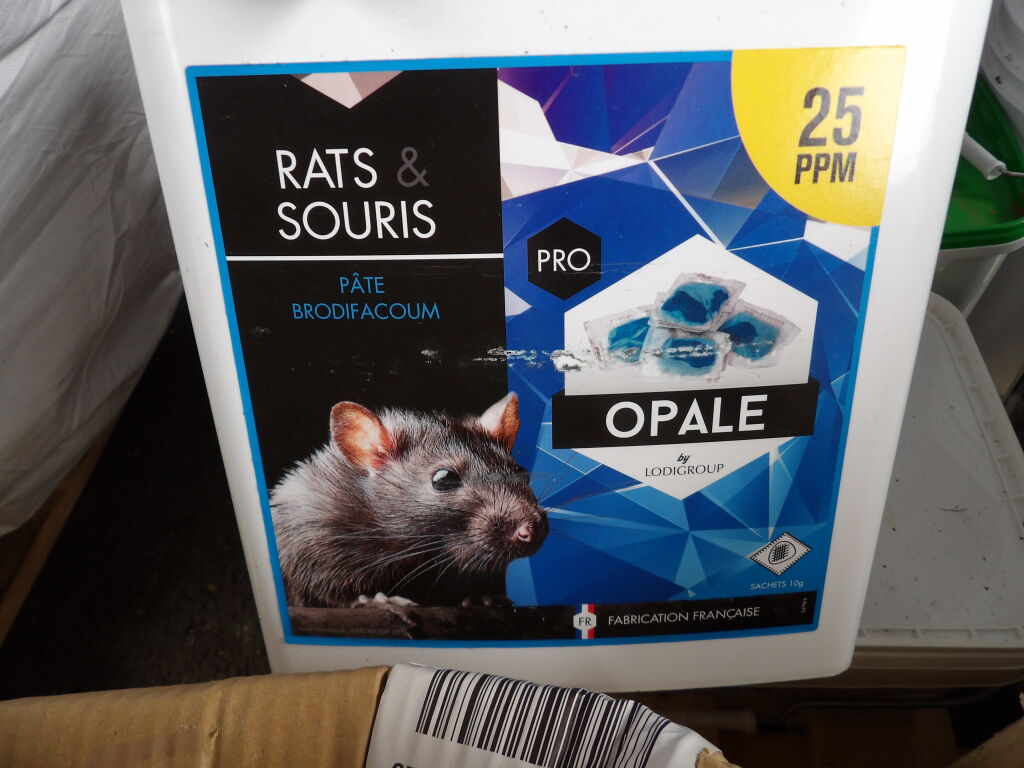 RATS &
SOURIS
PÂTE
BRODIFACOUM
25
PPM
PRO
OPALE
by
LODIGROUP
SACHETS 10g
FR FABRICATION FRANÇAISE